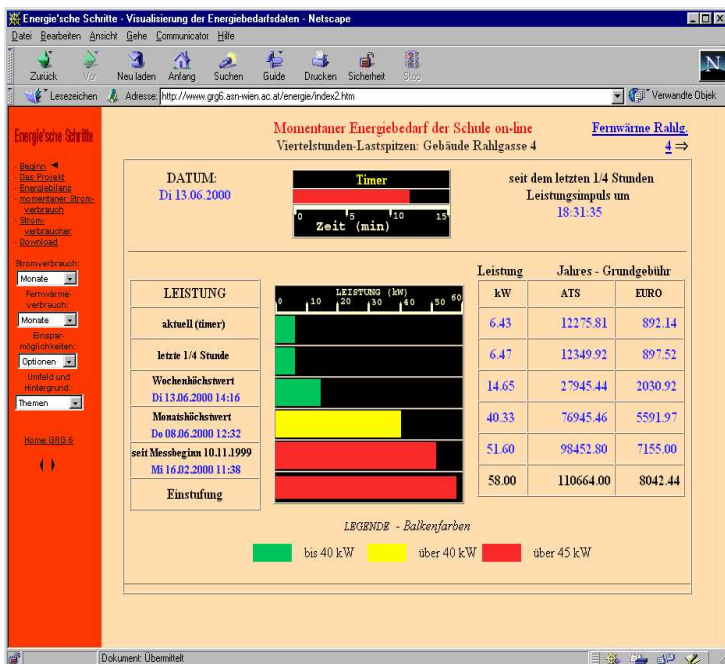 Energie'sche Schritte - Visualisierung der Energiebedarfsdaten - Netscape
Datei Bearbeiten Ansicht Gehe Communicator Hilfe
Zurück Vor Neu laden Anfang Suchen Guide Drucken Sicherheit Stop
N
Lesezeichen Adresse: http://www.grg6.asn-wien.ac.at/energie/index2.htm Verwandte Objek
Energie'sche Schritte
- Beginn
- Das Projekt
- Energiebilanz
- momentaner Strom-
verbrauch
- Strom-
verbraucher
- Download
Stromverbrauch:
Monate
Fernwärme-
verbrauch:
Monate
Einspar-
möglichkeiten:
Optionen
Umfeld und
Hintergrund:
Themen
Home GRG 6
Momentaner Energiebedarf der Schule on-line
Viertelstunden-Lastspitzen: Gebäude Rahlgasse 4
Fernwärme Rahlg.
4 ⇒
DATUM:
Di 13.06.2000
Timer
0 5 10 15
Zeit (min)
seit dem letzten 1/4 Stunden
Leistungsimpuls um
18:31:35
Leistung Jahres - Grundgebühr
LEISTUNG
LEISTUNG (kW)
0 10 20 30 40 50 60
kW ATS EURO
aktuell (timer) 6.43 12275.81 892.14
letzte 1/4 Stunde 6.47 12349.92 897.52
Wochenhöchstwert
Di 13.06.2000 14:16
14.65 27945.44 2030.92
Monatshöchstwert
Do 08.06.2000 12:32
40.33 76945.46 5591.97
seit Messbeginn 10.11.1999
Mi 16.02.2000 11:38
51.60 98452.80 7155.00
Einstufung 58.00 110664.00 8042.44
LEGENDE - Balkenfarben
bis 40 kW über 40 kW über 45 kW
Dokument: Übermittelt